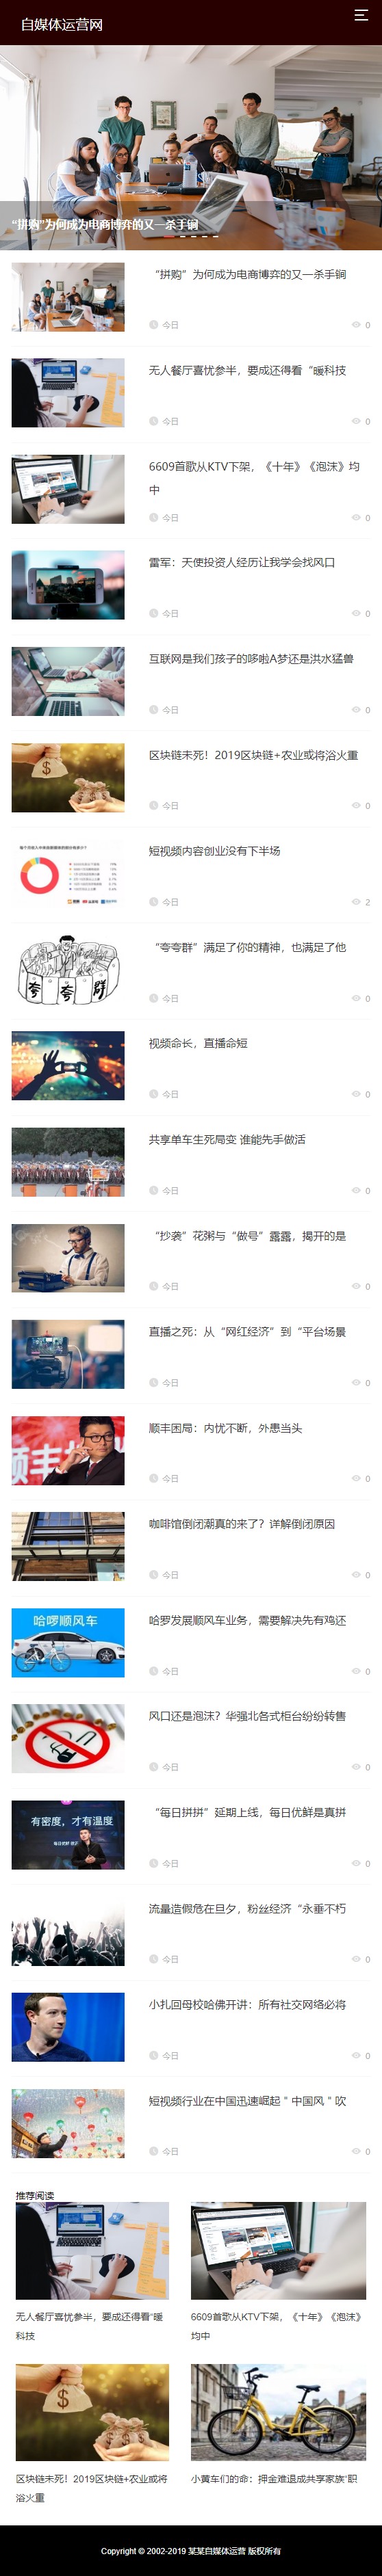 自媒体运营网
“拼购”为何成为电商博弈的又一杀手锏
“拼购”为何成为电商博弈的又一杀手锏
今日 0
无人餐厅喜忧参半，要成还得看“暖科技
今日 0
6609首歌从KTV下架，《十年》《泡沫》均
中
今日 0
雷军：天使投资人经历让我学会找风口
今日 0
互联网是我们孩子的哆啦A梦还是洪水猛兽
今日 0
区块链未死！2019区块链+农业或将浴火重
今日 0
短视频内容创业没有下半场
今日 2
“夸夸群”满足了你的精神，也满足了他
夸 夸 群
今日 0
视频命长，直播命短
今日 0
共享单车生死局变 谁能先手做活
今日 0
“抄袭”花粥与“做号”露露，揭开的是
今日 0
直播之死：从“网红经济”到“平台场景
今日 0
顺丰困局：内忧不断，外患当头
今日 0
咖啡馆倒闭潮真的来了？详解倒闭原因
今日 0
哈啰顺风车
哈罗发展顺风车业务，需要解决先有鸡还
今日 0
风口还是泡沫？华强北各式柜台纷纷转售
今日 0
有密度，才有温度
“每日拼拼”延期上线，每日优鲜是真拼
今日 0
流量造假危在旦夕，粉丝经济“永垂不朽
今日 0
小扎回母校哈佛开讲：所有社交网络必将
今日 0
短视频行业在中国迅速崛起＂中国风＂吹
今日 0
推荐阅读
无人餐厅喜忧参半，要成还得看“暖
科技
6609首歌从KTV下架，《十年》《泡沫》
均中
区块链未死！2019区块链+农业或将
浴火重
小黄车们的命：押金难退成共享家族“职
Copyright © 2002-2019 某某自媒体运营 版权所有